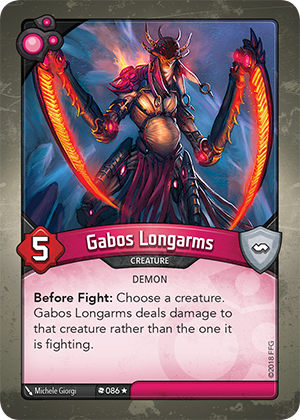 Gabos Longarms
5
CREATURE
DEMON
Before Fight: Choose a creature.
Gabos Longarms deals damage to
that creature rather than the one it
is fighting.
Michele Giorgi
086
©2018 FFG